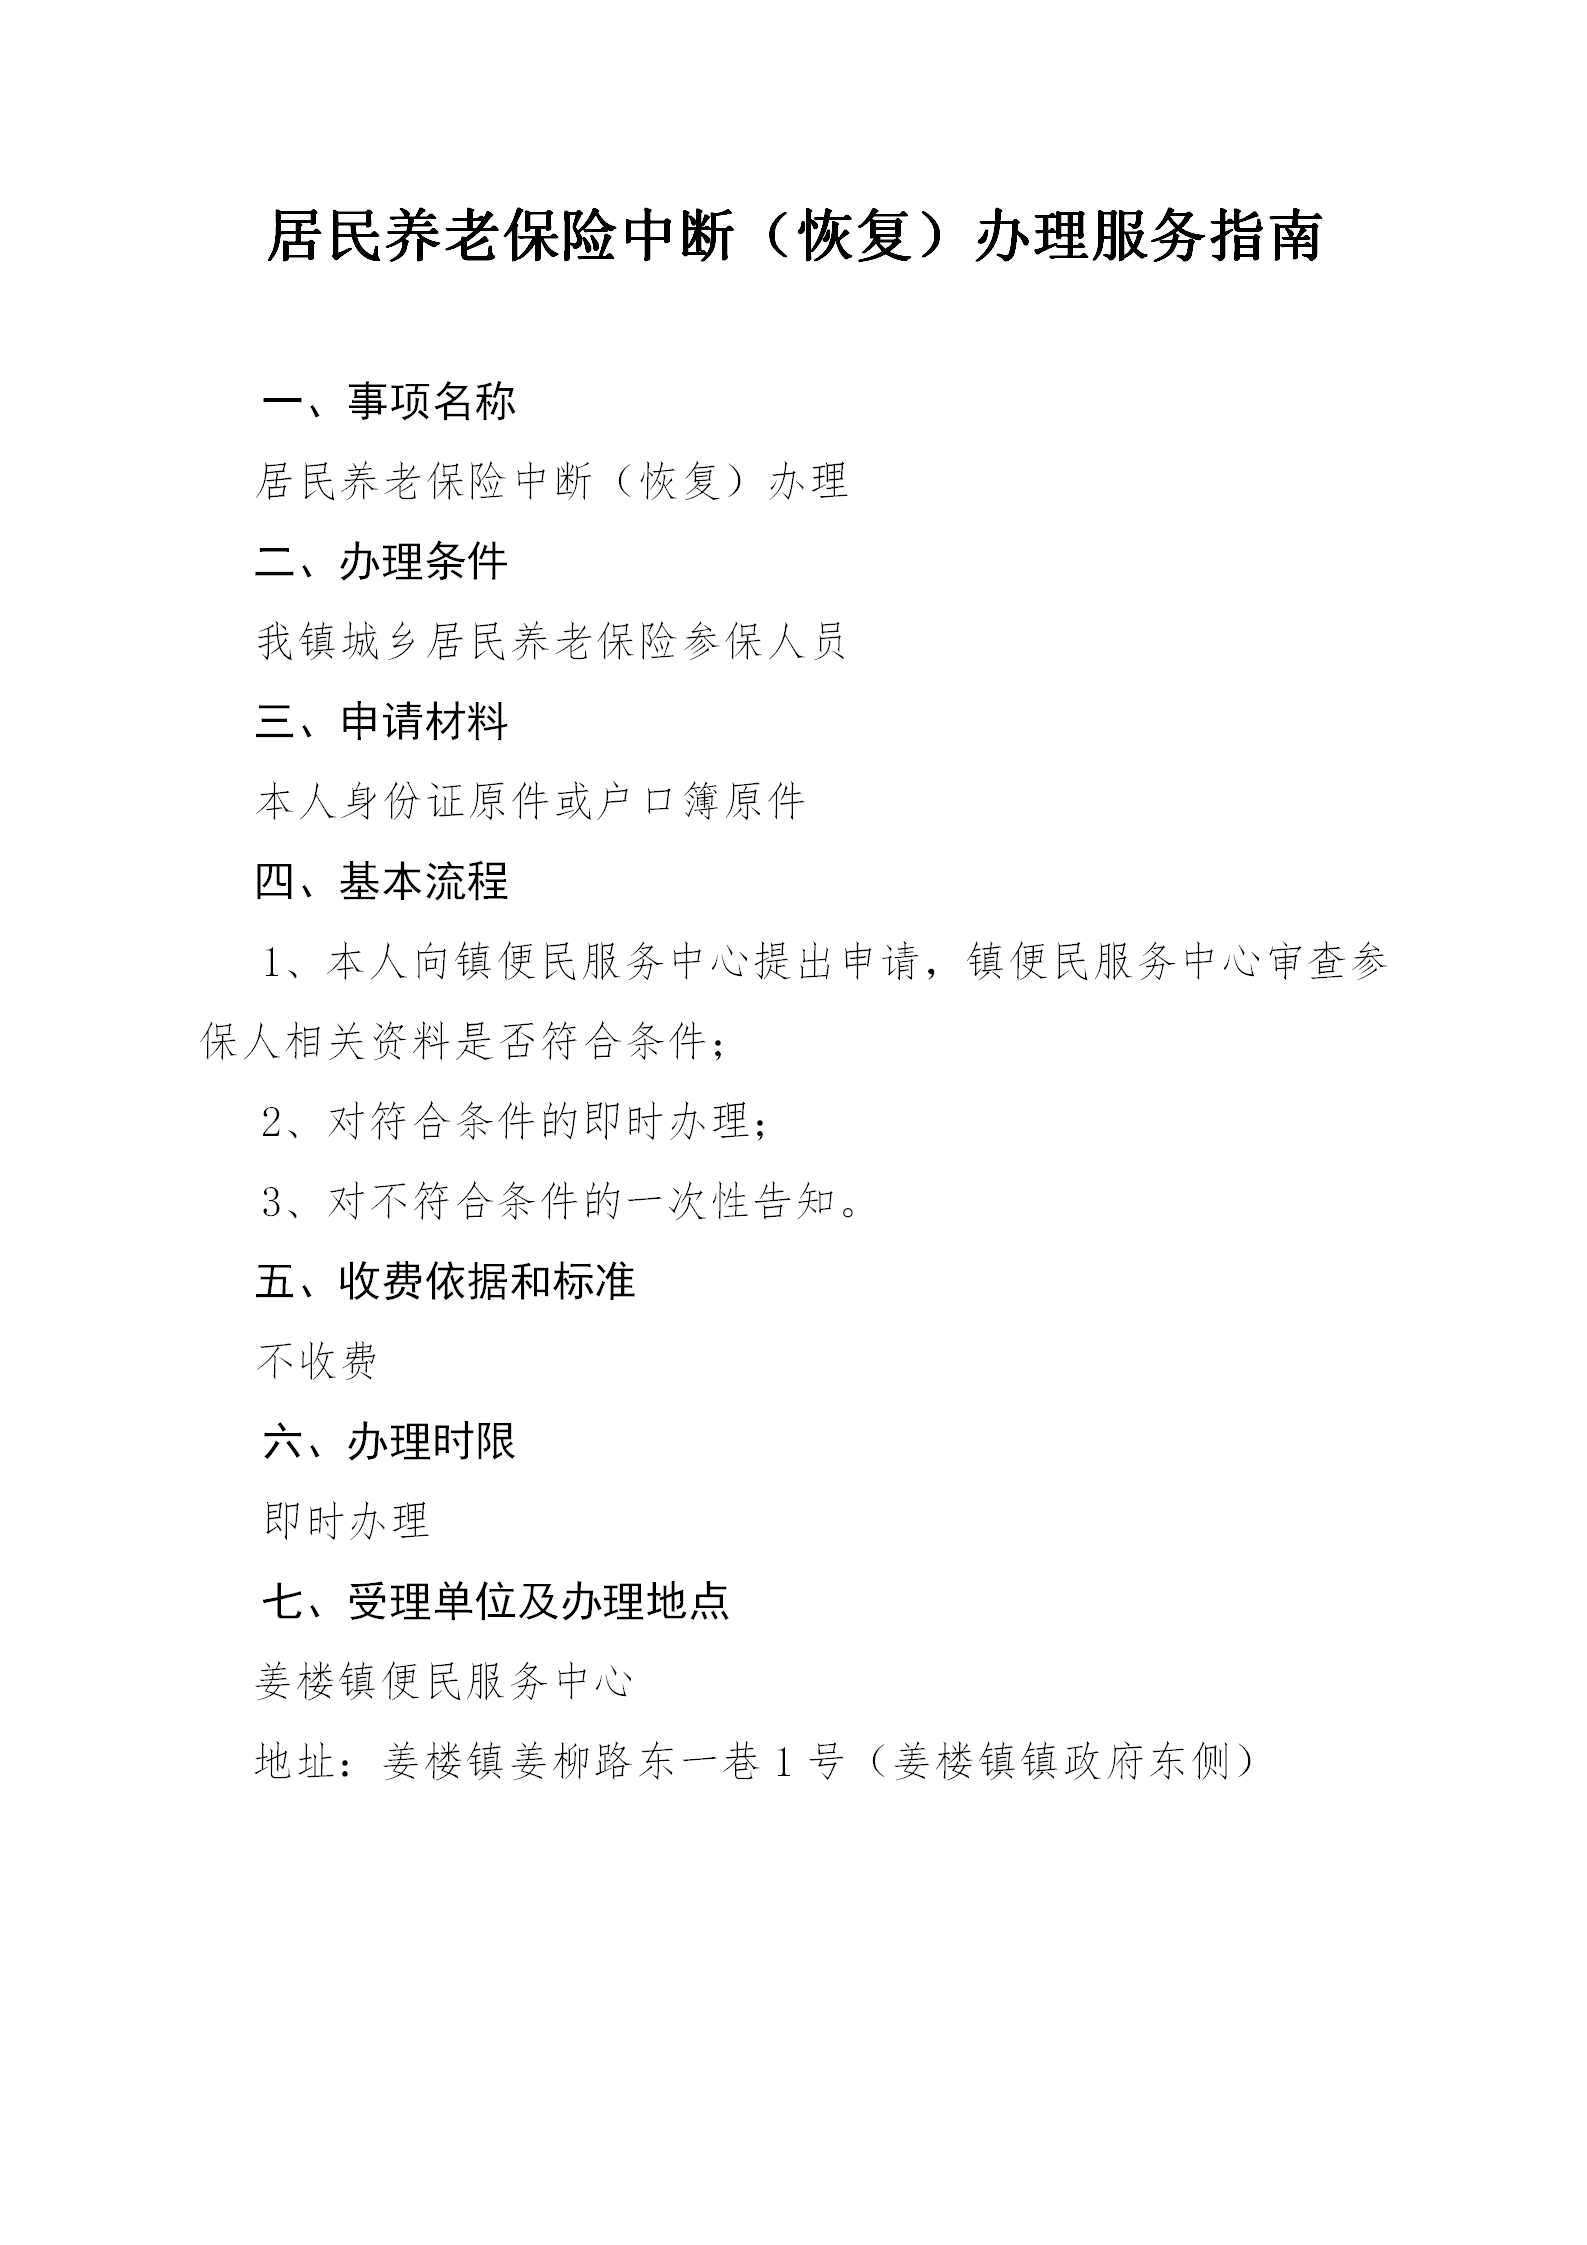 居民养老保险中断（恢复）办理服务指南
一、事项名称
居民养老保险中断（恢复）办理
二、办理条件
我镇城乡居民养老保险参保人员
三、申请材料
本人身份证原件或户口簿原件
四、基本流程
1、本人向镇便民服务中心提出申请，镇便民服务中心审查参
保人相关资料是否符合条件；
2、对符合条件的即时办理；
3、对不符合条件的一次性告知。
五、收费依据和标准
不收费
六、办理时限
即时办理
七、受理单位及办理地点
姜楼镇便民服务中心
地址：姜楼镇姜柳路东一巷1号（姜楼镇镇政府东侧）